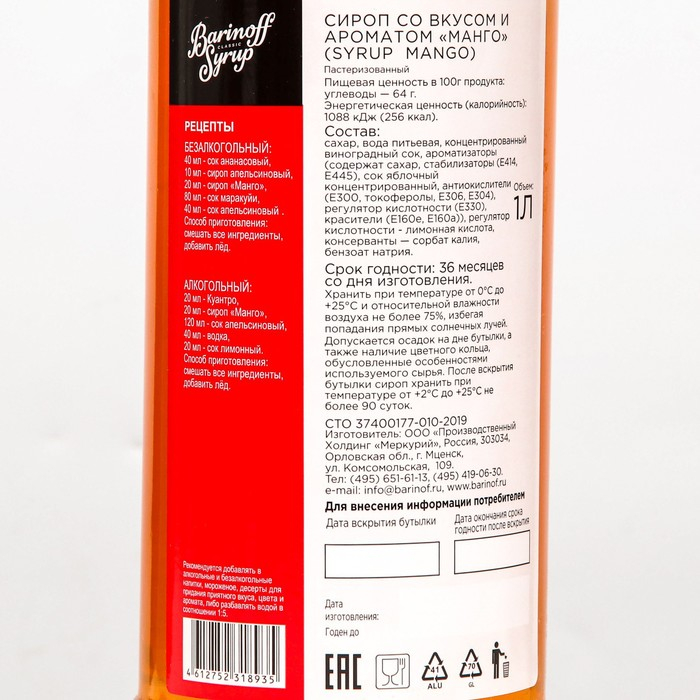 Barinoff
CLASSIC
Syrup
РЕЦЕПТЫ
БЕЗАЛКОГОЛЬНЫЙ:
40 мл - сок ананасовый,
10 мл - сироп апельсиновый,
20 мл - сироп «Манго»,
80 мл - сок маракуйи,
40 мл - сок апельсиновый .
Способ приготовления:
смешать все ингредиенты,
добавить лёд.
АЛКОГОЛЬНЫЙ:
20 мл - Куантро,
20 мл - сироп «Манго»,
120 мл - сок апельсиновый,
40 мл - водка,
20 мл - сок лимонный.
Способ приготовления:
смешать все ингредиенты,
добавить лёд.
Рекомендуется добавлять в
алкогольные и безалкогольные
напитки, мороженое, десерты для
придания приятного вкуса, цвета и
аромата, либо разбавлять водой в
соотношении 1:5.
4612752318935
СИРОП СО ВКУСОМ И
АРОМАТОМ «МАНГО»
(SYRUP MANGO)
Пастеризованный
Пищевая ценность в 100г продукта:
углеводы — 64 г.
Энергетическая ценность (калорийность):
1088 кДж (256 ккал).
Состав:
сахар, вода питьевая, концентрированный
виноградный сок, ароматизаторы
(содержат сахар, стабилизаторы (Е414,
Е445), сок яблочный
концентрированный, антиокислители
(Е300, токоферолы, Е306, Е304),
регулятор кислотности (Е330),
красители (Е160е, Е160а)), регулятор
кислотности - лимонная кислота,
консерванты — сорбат калия,
бензоат натрия.
Объем:
1Л
Срок годности: 36 месяцев
со дня изготовления.
Хранить при температуре от 0°С до
+25°С и относительной влажности
воздуха не более 75%, избегая
попадания прямых солнечных лучей.
Допускается осадок на дне бутылки, а
также наличие цветного кольца,
обусловленные особенностями
используемого сырья. После вскрытия
бутылки сироп хранить при
температуре от +2°С до +25°С не
более 90 суток.
СТО 37400177-010-2019
Изготовитель: ООО «Производственный
Холдинг «Меркурий», Россия, 303034,
Орловская обл., г. Мценск,
ул. Комсомольская, 109.
Тел: (495) 651-61-13, (495) 419-06-30.
e-mail: info@barinof.ru, www.barinof.ru
Для внесения информации потребителем
Дата вскрытия бутылки
Дата окончания срока
годности после вскрытия
Дата
изготовления:
Годен до
ЕАС
41
ALU
70
GL